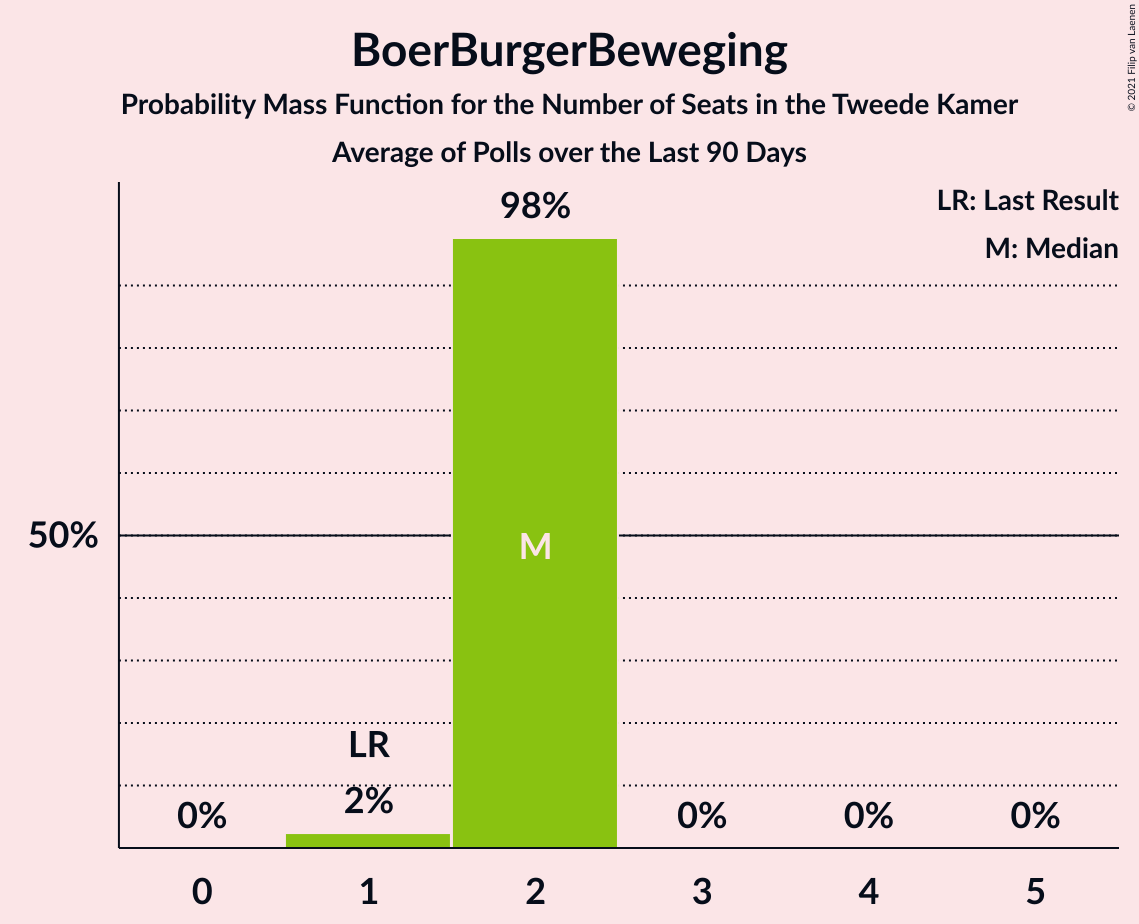 BoerBurgerBeweging
Probability Mass Function for the Number of Seats in the Tweede Kamer
Average of Polls over the Last 90 Days
© 2021 Filip van Laenen
LR: Last Result
M: Median
98%
50%
M
LR
0%
2%
0%
0%
0%
0
1
2
3
4
5